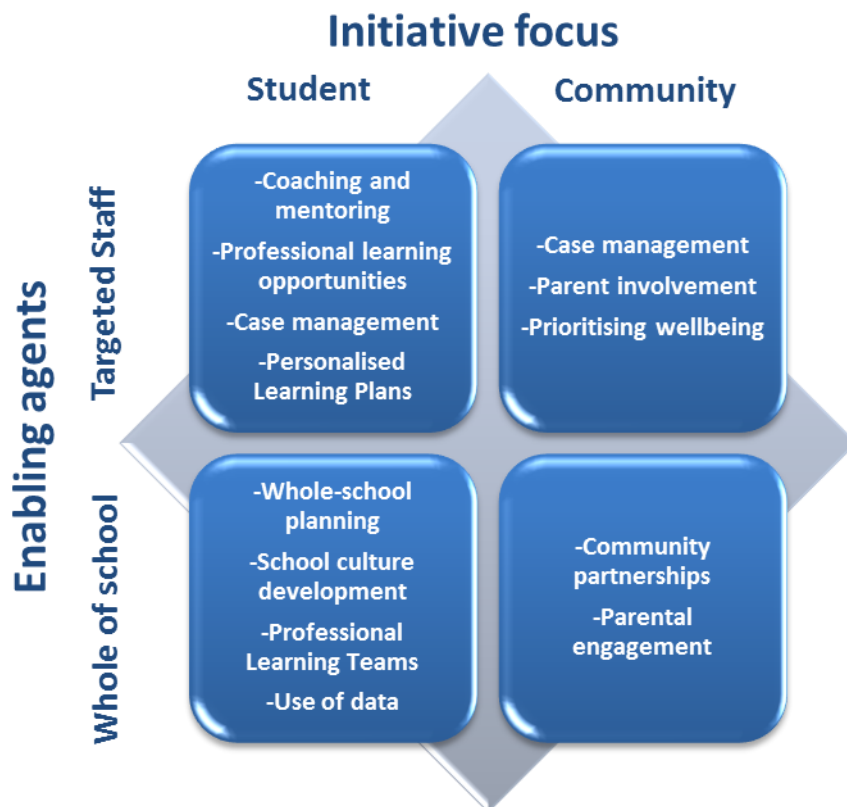 Initiative focus
Student
Community
Enabling agents
Targeted Staff
-Coaching and
mentoring
-Professional learning
opportunities
-Case management
-Personalised
Learning Plans
-Case management
-Parent involvement
-Prioritising wellbeing
Whole of school
-Whole-school
planning
-School culture
development
-Professional
Learning Teams
-Use of data
-Community
partnerships
-Parental
engagement